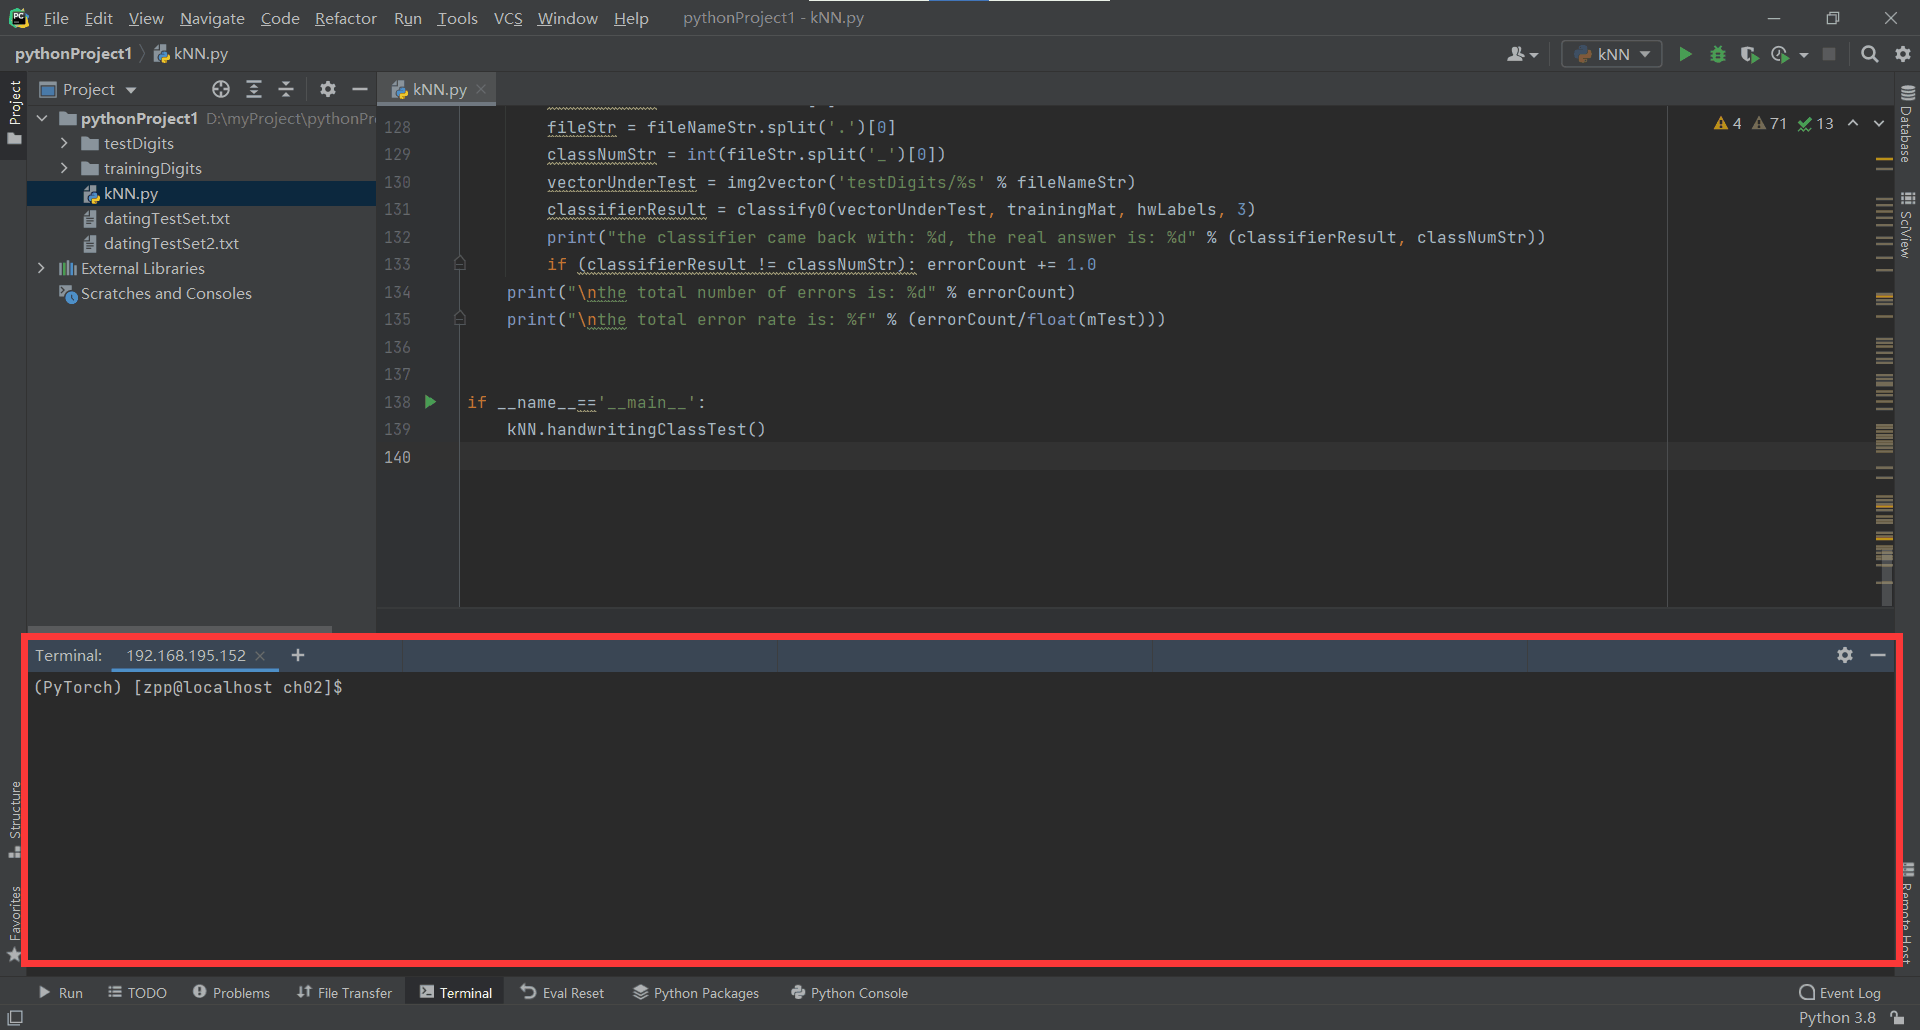 File Edit View Navigate Code Refactor Run Tools VCS Window Help pythonProject1 - kNN.py
pythonProject1 kNN.py
kNN
Project
kNN.py
pythonProject1 D:\myProject\pythonPr
testDigits
trainingDigits
kNN.py
datingTestSet.txt
datingTestSet2.txt
External Libraries
Scratches and Consoles
Project
Structure
Favorites
4 71 13
128 fileStr = fileNameStr.split('.')[0]
129 classNumStr = int(fileStr.split('_')[0])
130 vectorUnderTest = img2vector('testDigits/%s' % fileNameStr)
131 classifierResult = classify0(vectorUnderTest, trainingMat, hwLabels, 3)
132 print("the classifier came back with: %d, the real answer is: %d" % (classifierResult, classNumStr))
133 if (classifierResult != classNumStr): errorCount += 1.0
134 print("\nthe total number of errors is: %d" % errorCount)
135 print("\nthe total error rate is: %f" % (errorCount/float(mTest)))
136
137
138 if __name__=='__main__':
139 kNN.handwritingClassTest()
140
Database
SciView
Remote Host
Terminal: 192.168.195.152
(PyTorch) [zpp@localhost ch02]$
Run TODO Problems File Transfer Terminal Eval Reset Python Packages Python Console Event Log
Python 3.8